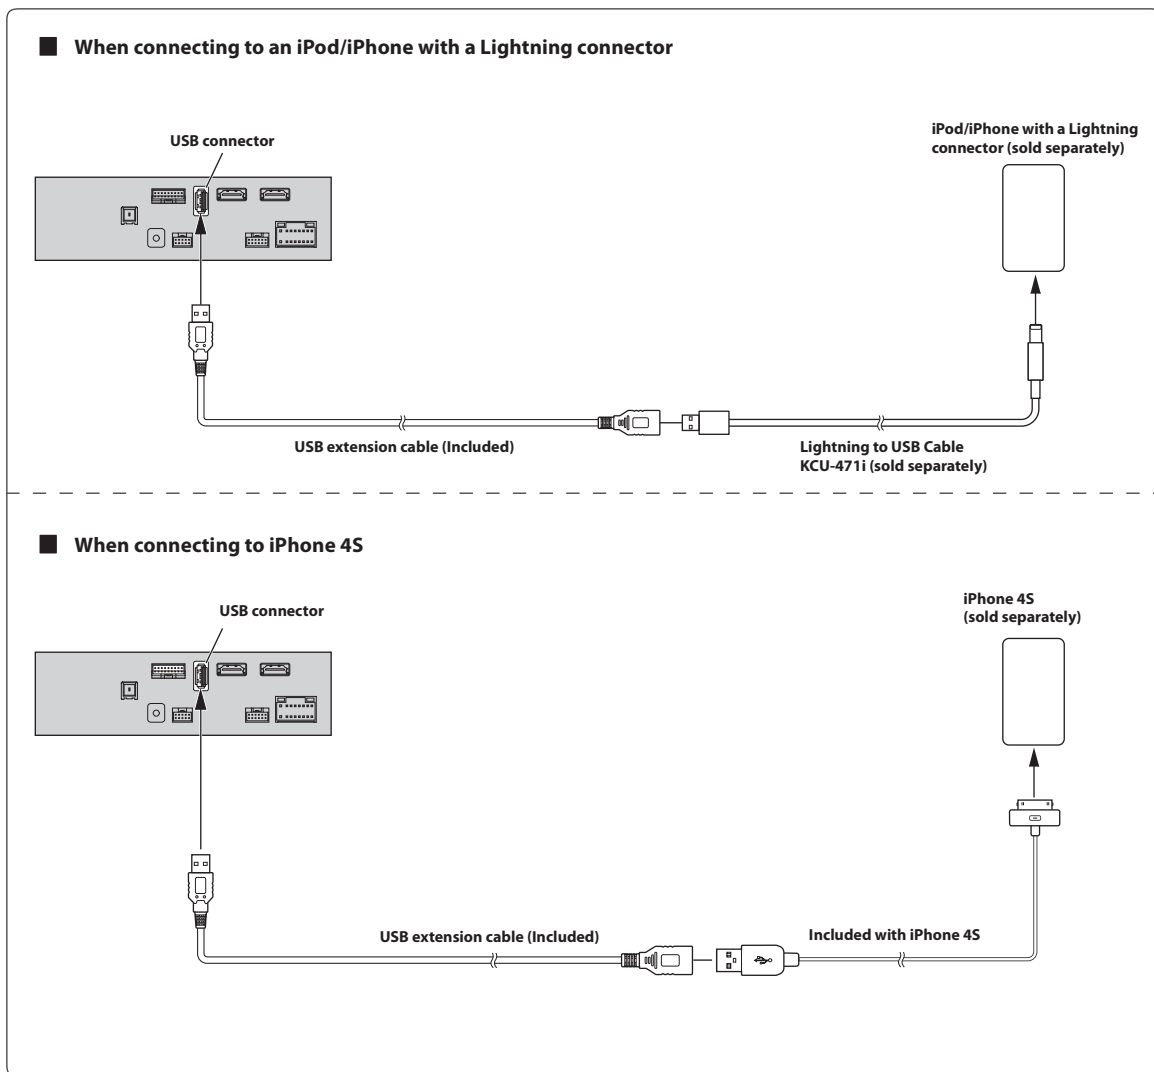 When connecting to an iPod/iPhone with a Lightning connector
USB connector
iPod/iPhone with a Lightning
connector (sold separately)
USB extension cable (Included)
Lightning to USB Cable
KCU-471i (sold separately)
When connecting to iPhone 4S
USB connector
iPhone 4S
(sold separately)
USB extension cable (Included)
Included with iPhone 4S